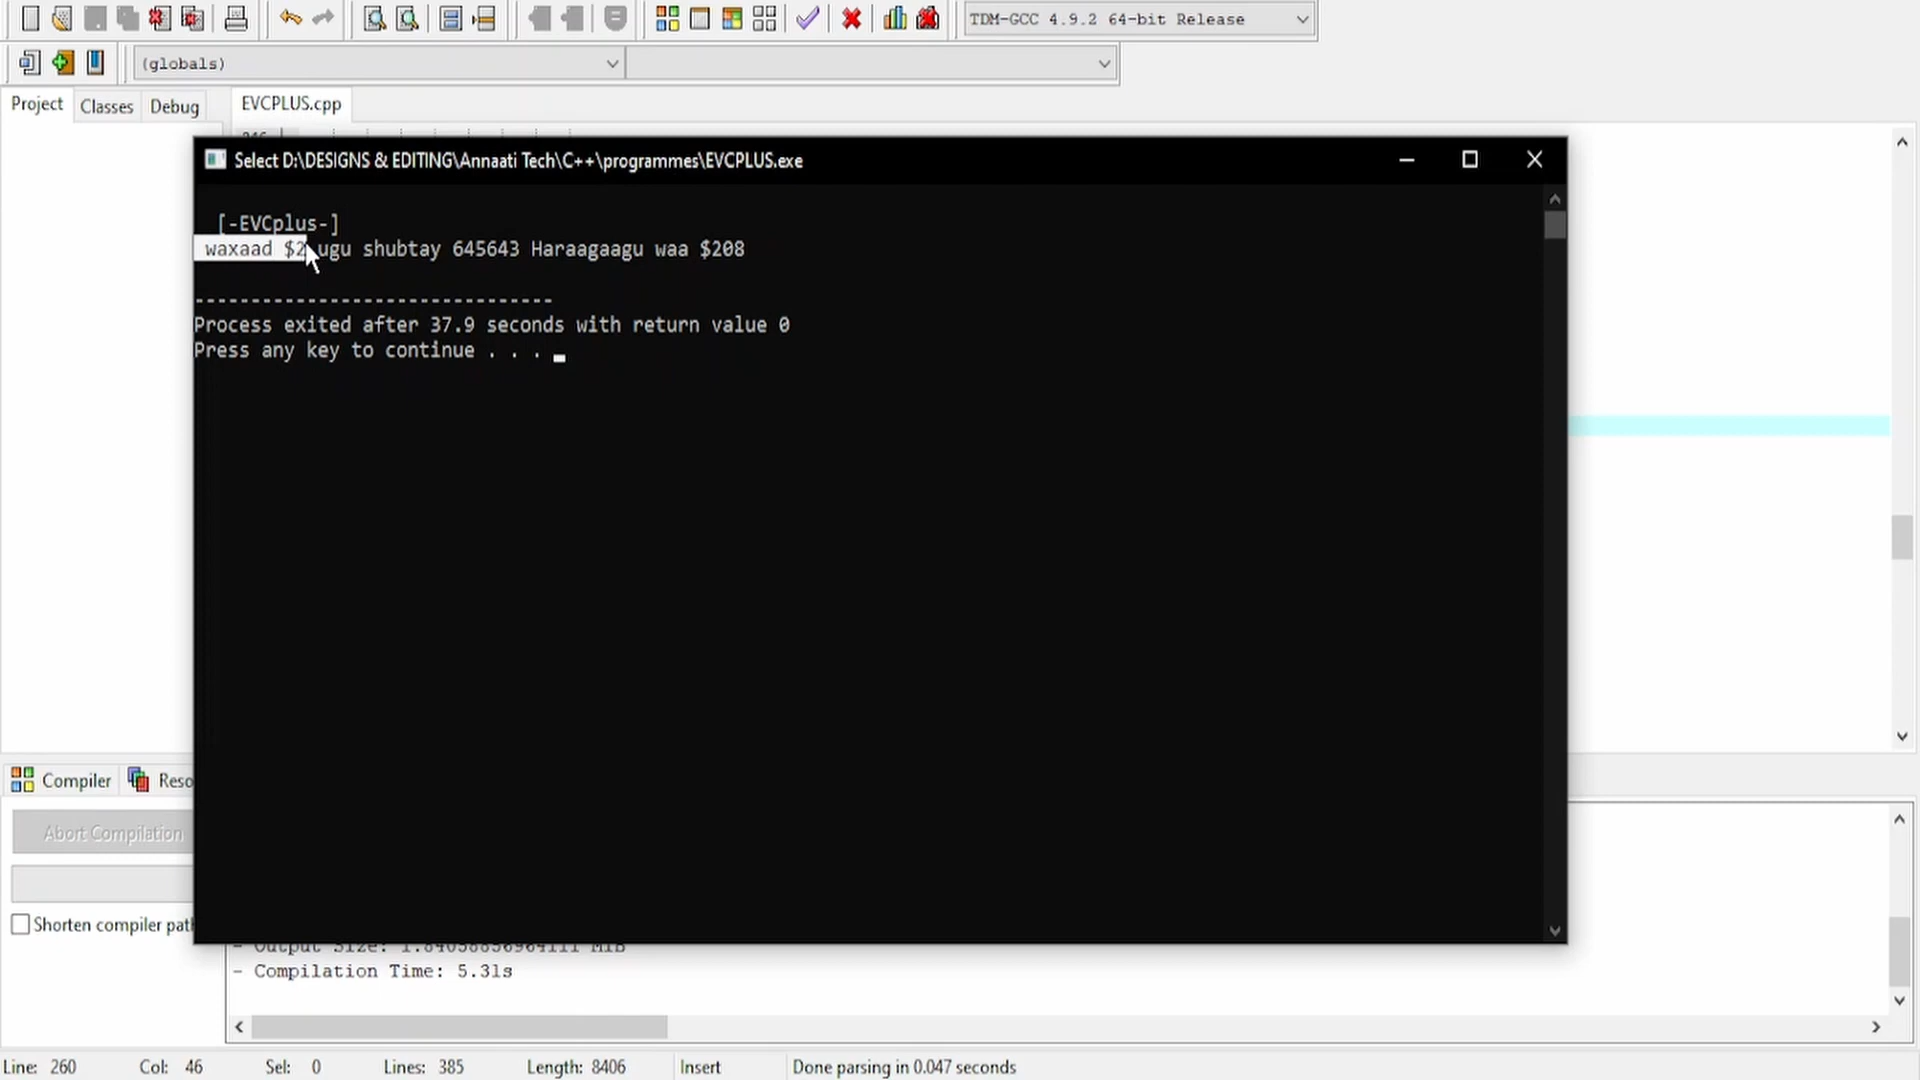 TDM-GCC 4.9.2 64-bit Release
(globals)
Project Classes Debug EVCPLUS.cpp
Select D:\DESIGNS & EDITING\Annaati Tech\C++\programmes\EVCPLUS.exe
[-EVCplus-]
waxaad $2 ugu shubtay 645643 Haraagaagu waa $208
--------------------------------
Process exited after 37.9 seconds with return value 0
Press any key to continue . . .
Compiler Reso
Abort Compilation
Shorten compiler path
- Output Size:
- Compilation Time: 5.31s
Line: 260 Col: 46 Sel: 0 Lines: 385 Length: 8406 Insert Done parsing in 0.047 seconds